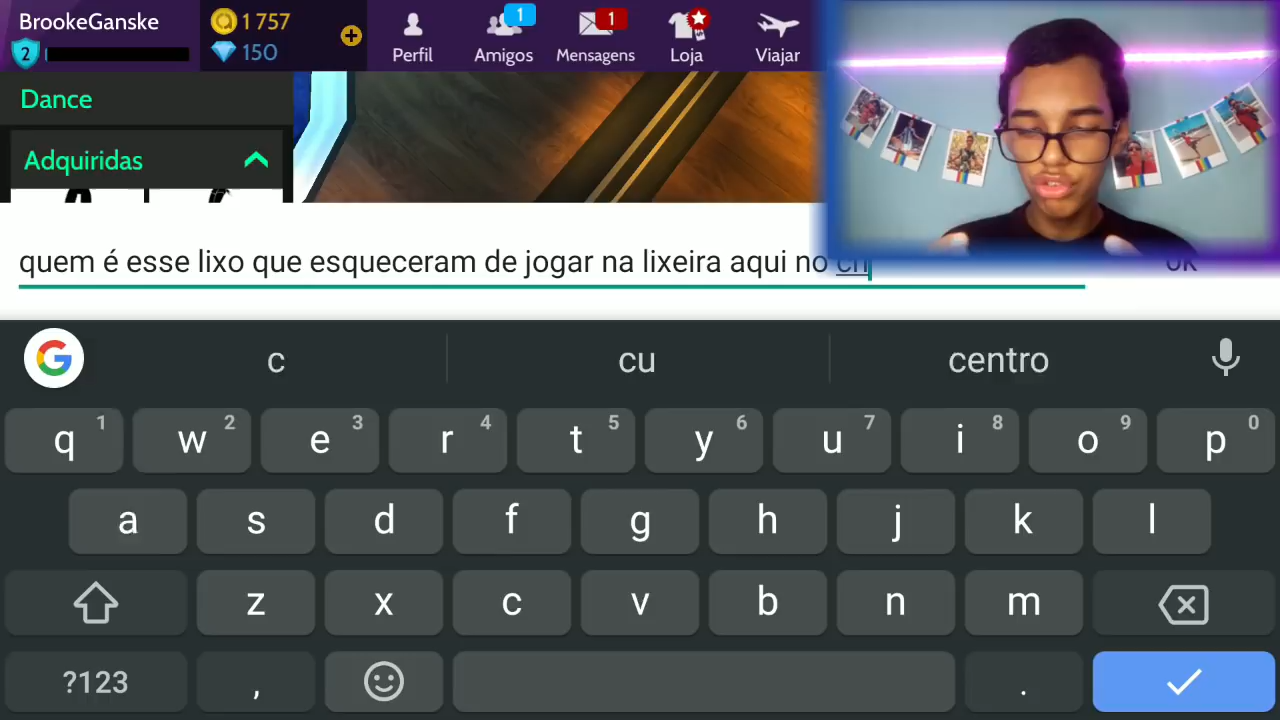 BrookeGanske
2
1 757
150
Perfil
1
Amigos
1
Mensagens
Loja
Viajar
Dance
Adquiridas
quem é esse lixo que esqueceram de jogar na lixeira aqui no ch
OK
c cu centro
q 1 w 2 e 3 r 4 t 5 y 6 u 7 i 8 o 9 p 0
a s d f g h j k l
z x c v b n m
?123 , .